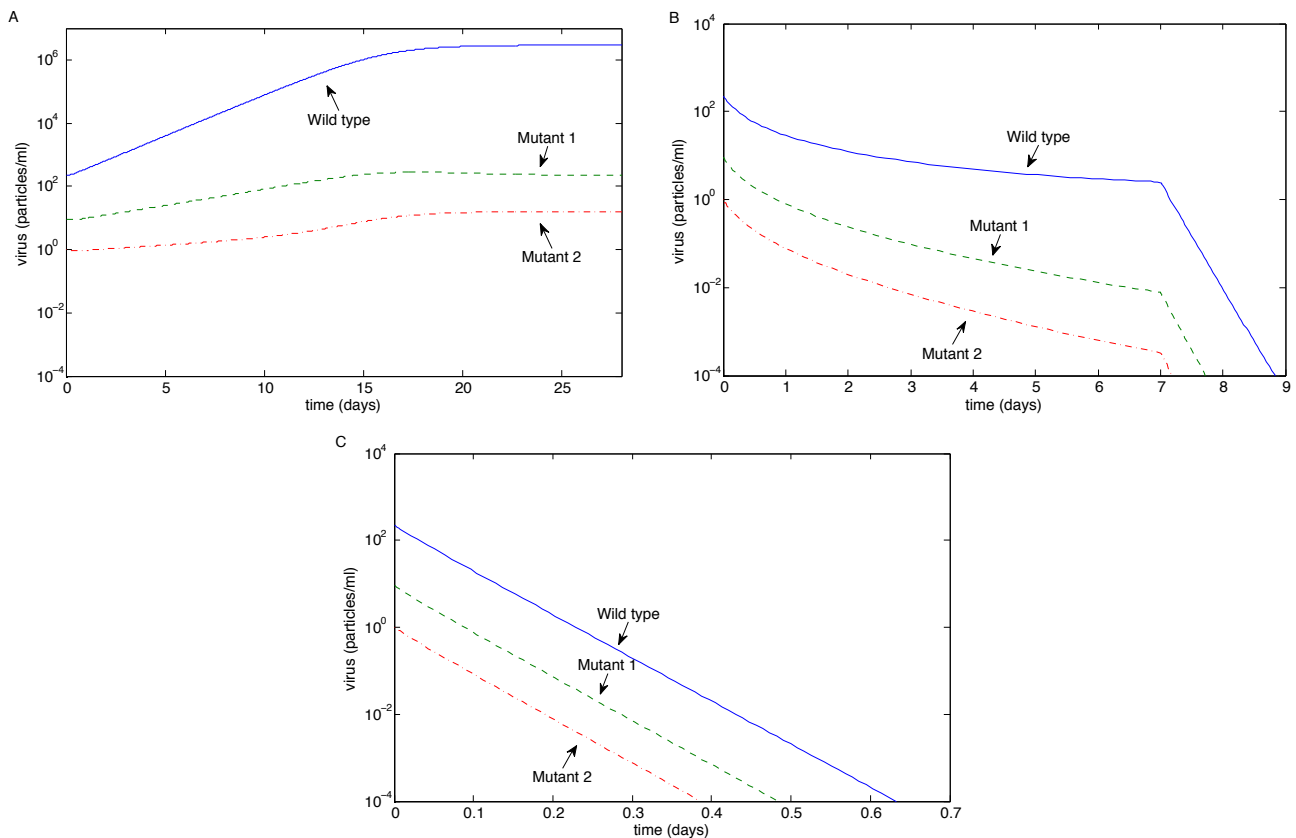 A
virus (particles/ml)
10^6
10^4
10^2
10^0
10^-2
10^-4
Wild type
Mutant 1
Mutant 2
0 5 10 15 20 25
time (days)
B
virus (particles/ml)
10^4
10^2
10^0
10^-2
10^-4
Wild type
Mutant 1
Mutant 2
0 1 2 3 4 5 6 7 8 9
time (days)
C
virus (particles/ml)
10^4
10^2
10^0
10^-2
10^-4
Wild type
Mutant 1
Mutant 2
0 0.1 0.2 0.3 0.4 0.5 0.6 0.7
time (days)